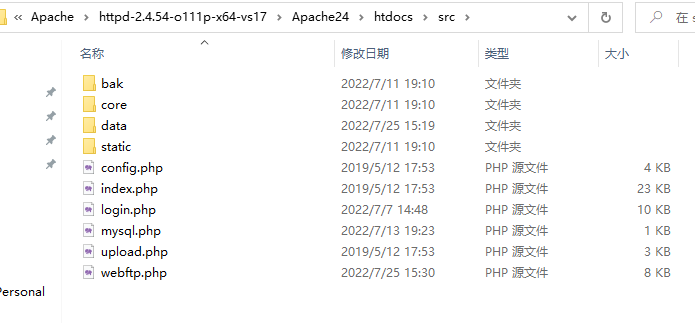 « Apache › httpd-2.4.54-o111p-x64-vs17 › Apache24 › htdocs › src › 在 s
名称 修改日期 类型 大小
bak 2022/7/11 19:10 文件夹
core 2022/7/11 19:10 文件夹
data 2022/7/25 15:19 文件夹
static 2022/7/11 19:10 文件夹
config.php 2019/5/12 17:53 PHP 源文件 4 KB
index.php 2019/5/12 17:53 PHP 源文件 23 KB
login.php 2022/7/7 14:48 PHP 源文件 10 KB
mysql.php 2022/7/13 19:23 PHP 源文件 1 KB
upload.php 2019/5/12 17:53 PHP 源文件 3 KB
webftp.php 2022/7/25 15:30 PHP 源文件 8 KB
Personal